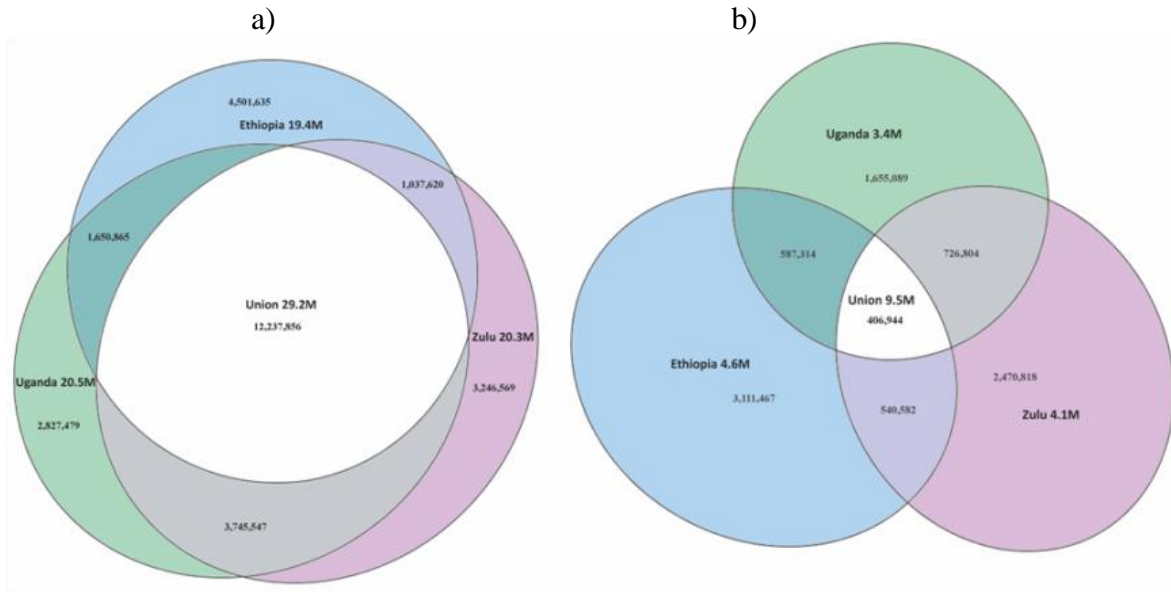 a)
b)
4,501,635
Ethiopia 19.4M
1,037,620
1,650,865
Union 29.2M
12,237,856
Zulu 20.3M
Uganda 20.5M
3,246,569
2,827,479
3,745,547
Uganda 3.4M
1,655,089
587,314
726,804
Union 9.5M
406,944
Ethiopia 4.6M
2,470,818
3,111,467
540,582
Zulu 4.1M